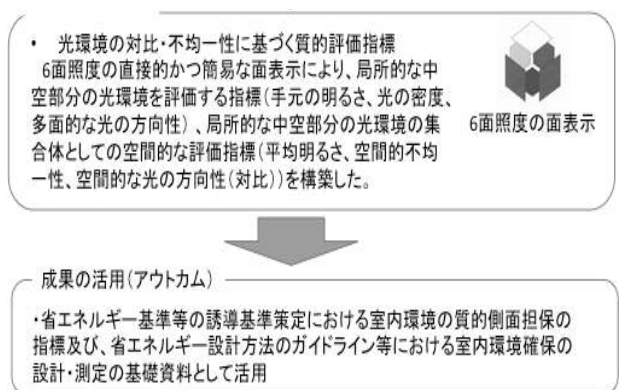 ・ 光環境の対比・不均一性に基づく質的評価指標
6面照度の直接的かつ簡易な面表示により、局所的な中
空部分の光環境を評価する指標(手元の明るさ、光の密度、
多面的な光の方向性)、局所的な中空部分の光環境の集
合体としての空間的な評価指標(平均明るさ、空間的不均
一性、空間的な光の方向性(対比))を構築した。
6面照度の面表示
成果の活用(アウトカム)
・省エネルギー基準等の誘導基準策定における室内環境の質的側面担保の
指標及び、省エネルギー設計方法のガイドライン等における室内環境確保の
設計・測定の基礎資料として活用